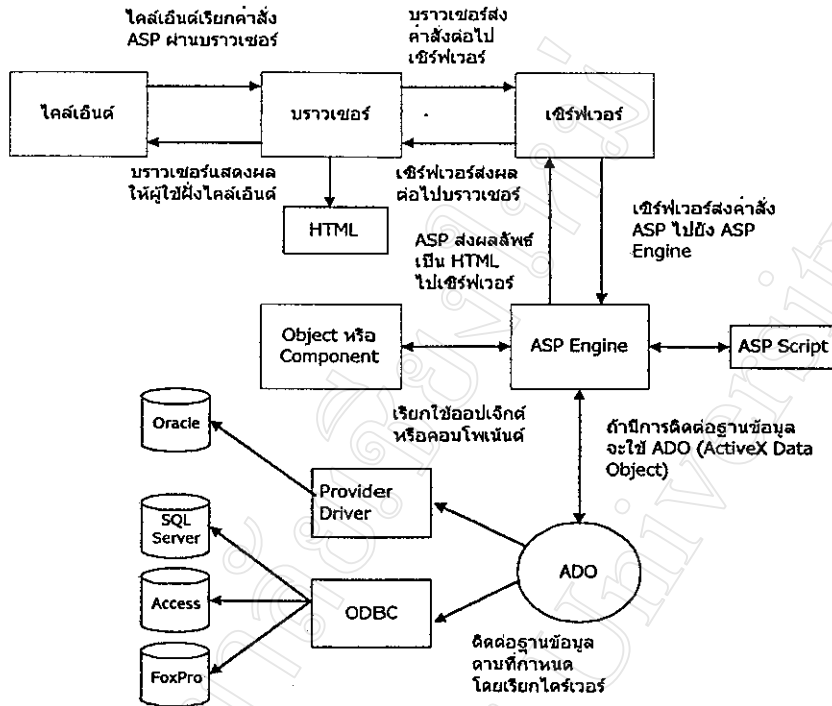 ไคล์เอ็นต์เรียกคำสั่ง
ASP ผ่านบราวเซอร์
บราวเซอร์ส่ง
คำสั่งต่อไป
เซิร์ฟเวอร์
ไคล์เอ็นต์
บราวเซอร์
เซิร์ฟเวอร์
บราวเซอร์แสดงผล
ให้ผู้ใช้ฝั่งไคล์เอ็นต์
เซิร์ฟเวอร์ส่งผล
ต่อไปบราวเซอร์
HTML
ASP ส่งผลลัพธ์
เป็น HTML
ไปเซิร์ฟเวอร์
เซิร์ฟเวอร์ส่งคำสั่ง
ASP ไปยัง ASP
Engine
Object หรือ
Component
ASP Engine
ASP Script
เรียกใช้ออปเจ็กต์
หรือคอมโพเน้นต์
ถ้ามีการติดต่อฐานข้อมูล
จะใช้ ADO (ActiveX Data
Object)
Oracle
Provider
Driver
SQL
Server
ADO
Access
ODBC
FoxPro
ติดต่อฐานข้อมูล
ตามที่กำหนด
โดยเรียกไดร์เวอร์
University